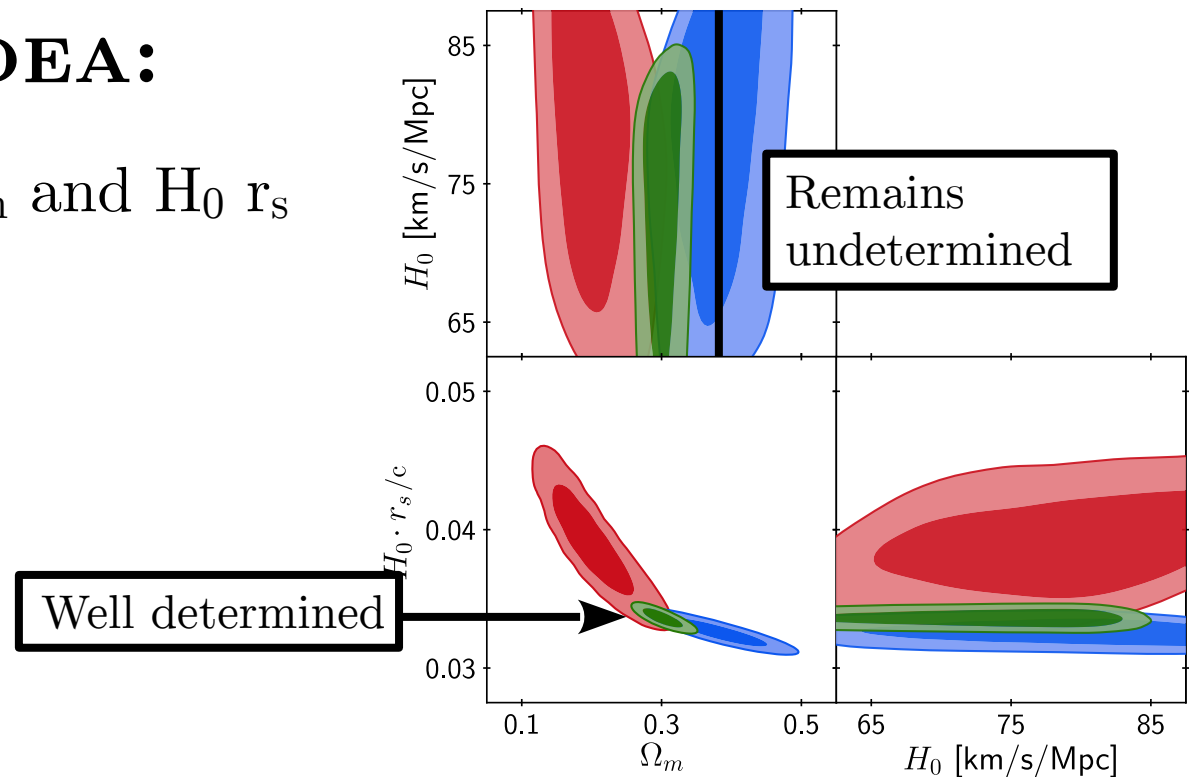 DEA:
and H₀ rₛ
H₀ [km/s/Mpc]
85
75
65
Remains
undetermined
H₀ · rₛ/c
0.05
0.04
0.03
Well determined
0.1 0.3 0.5
Ωₘ
65 75 85
H₀ [km/s/Mpc]